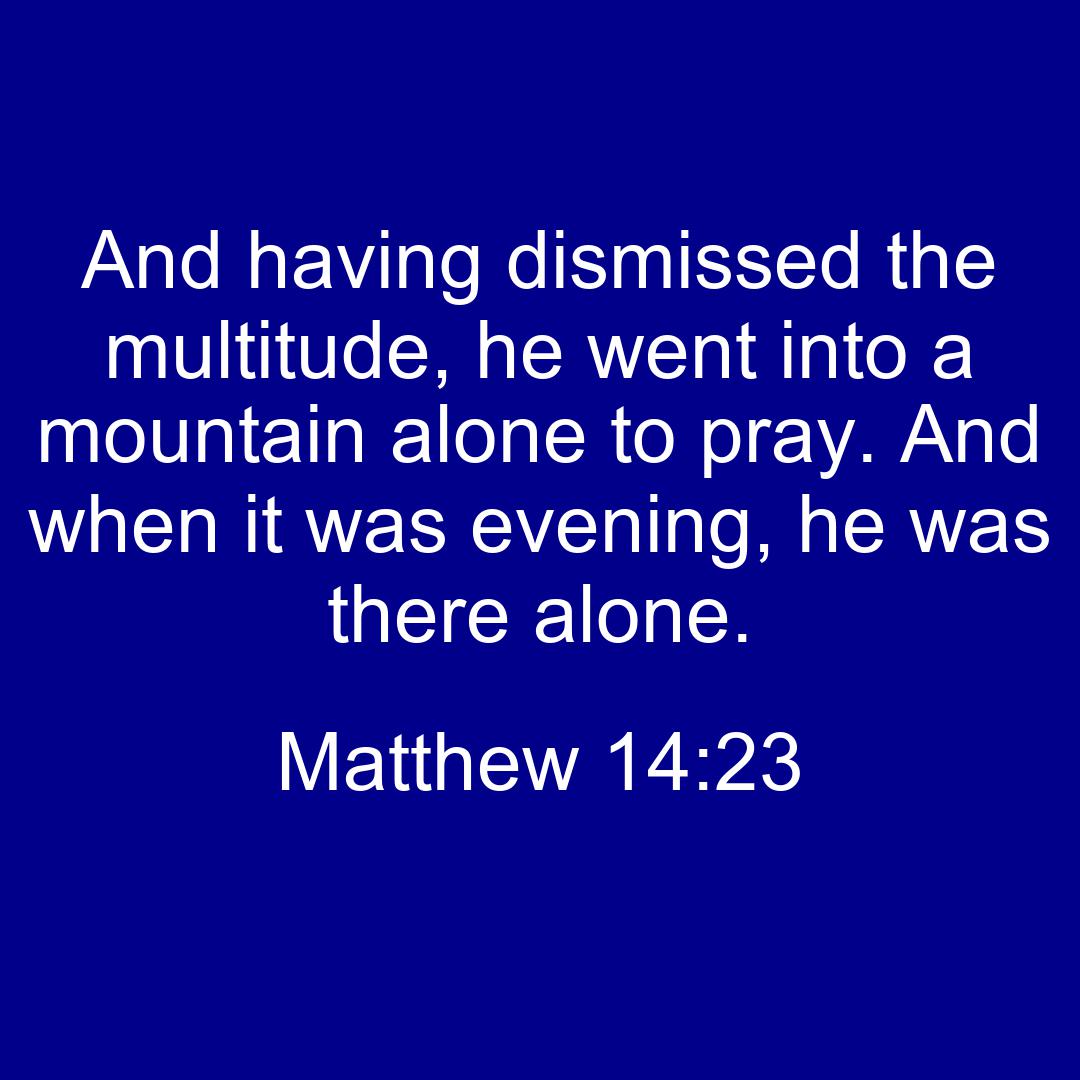 And having dismissed the
multitude, he went into a
mountain alone to pray. And
when it was evening, he was
there alone.
Matthew 14:23